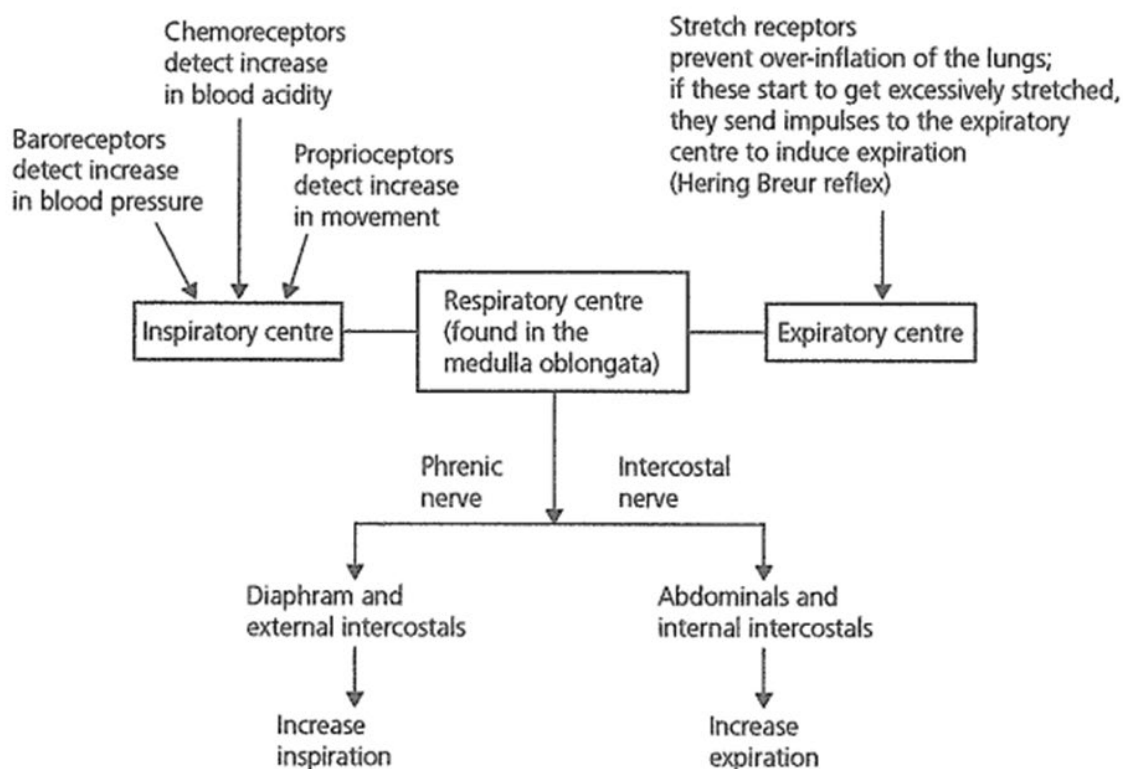 Chemoreceptors
detect increase
in blood acidity
Baroreceptors
detect increase
in blood pressure
Proprioceptors
detect increase
in movement
Stretch receptors
prevent over-inflation of the lungs;
if these start to get excessively stretched,
they send impulses to the expiratory
centre to induce expiration
(Hering Breur reflex)
Inspiratory centre
Respiratory centre
(found in the
medulla oblongata)
Expiratory centre
Phrenic
nerve
Intercostal
nerve
Diaphram and
external intercostals
Abdominals and
internal intercostals
Increase
inspiration
Increase
expiration